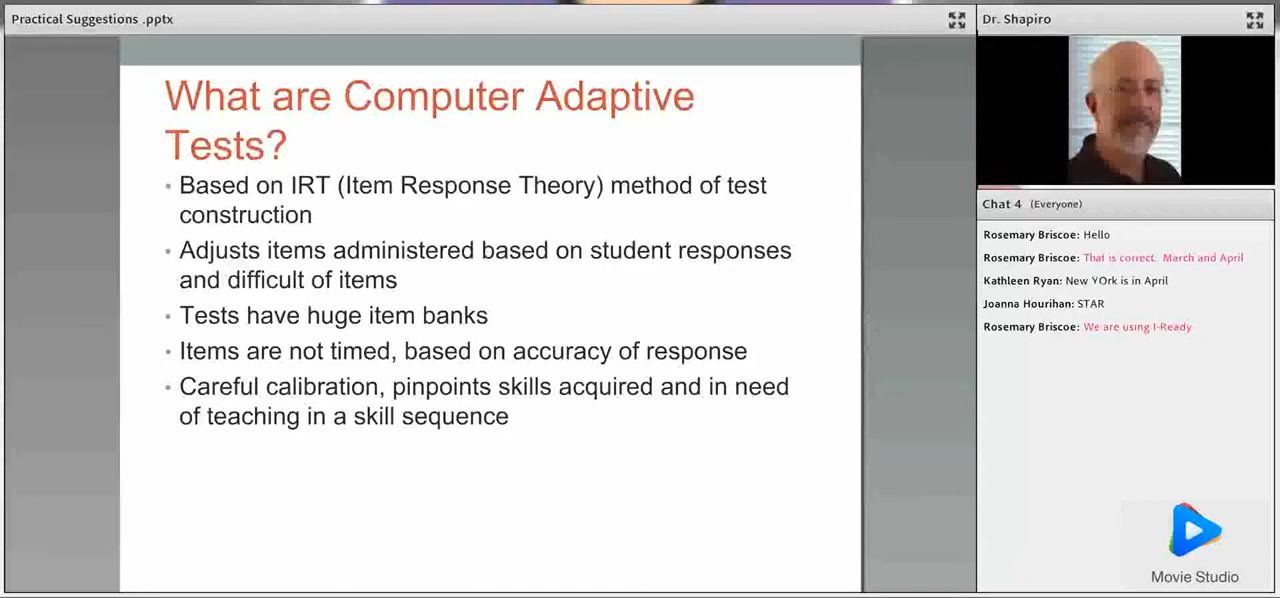 Practical Suggestions .pptx
What are Computer Adaptive
Tests?
• Based on IRT (Item Response Theory) method of test
construction
• Adjusts items administered based on student responses
and difficult of items
• Tests have huge item banks
• Items are not timed, based on accuracy of response
• Careful calibration, pinpoints skills acquired and in need
of teaching in a skill sequence
Dr. Shapiro
Chat 4 (Everyone)
Rosemary Briscoe: Hello
Rosemary Briscoe: That is correct. March and April
Kathleen Ryan: New YOrk is in April
Joanna Hourihan: STAR
Rosemary Briscoe: We are using I-Ready
Movie Studio